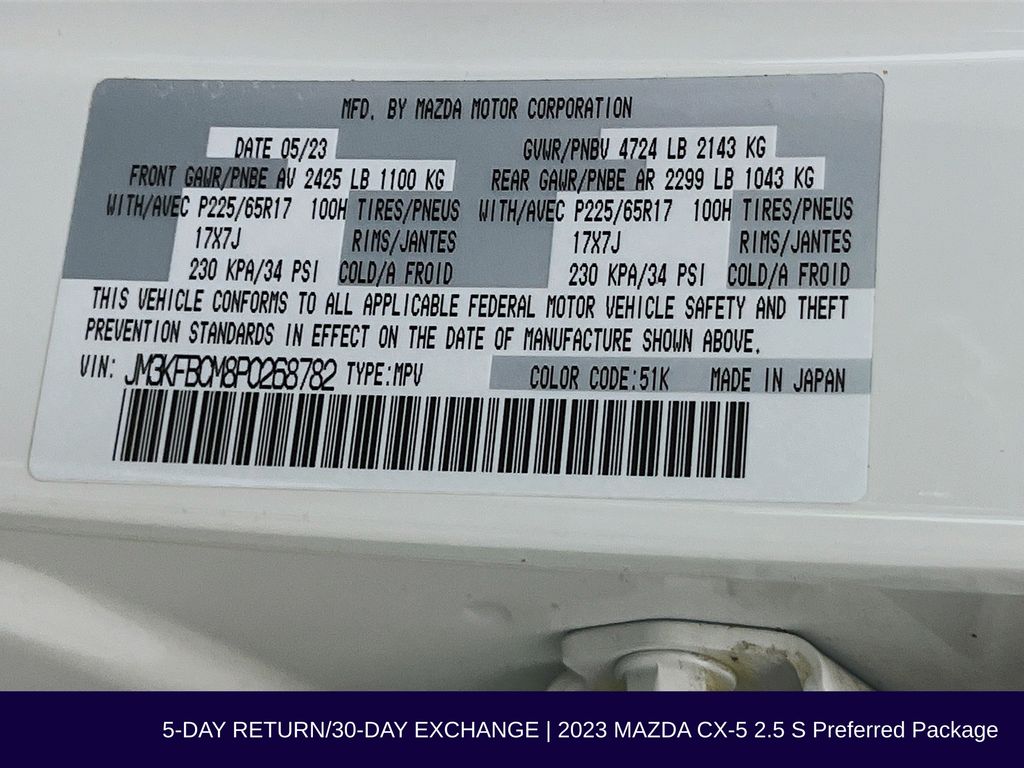 MFD. BY MAZDA MOTOR CORPORATION
DATE 05/23 GVWR/PNBV 4724 LB 2143 KG
FRONT GAWR/PNBE AV 2425 LB 1100 KG REAR GAWR/PNBE AR 2299 LB 1043 KG
WITH/AVEC P225/65R17 100H TIRES/PNEUS WITH/AVEC P225/65R17 100H TIRES/PNEUS
17X7J RIMS/JANTES 17X7J RIMS/JANTES
230 KPA/34 PSI COLD/A FROID 230 KPA/34 PSI COLD/A FROID
THIS VEHICLE CONFORMS TO ALL APPLICABLE FEDERAL MOTOR VEHICLE SAFETY AND THEFT
PREVENTION STANDARDS IN EFFECT ON THE DATE OF MANUFACTURE SHOWN ABOVE.
VIN: JM3KFBCM8P0268782 TYPE:MPV COLOR CODE:51K MADE IN JAPAN
5-DAY RETURN/30-DAY EXCHANGE | 2023 MAZDA CX-5 2.5 S Preferred Package